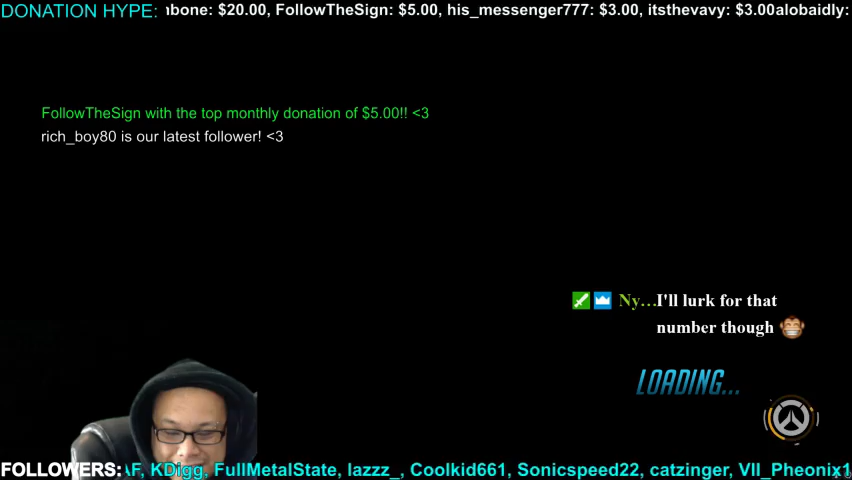 DONATION HYPE: bone: $20.00, FollowTheSign: $5.00, his_messenger777: $3.00, itsthevavy: $3.00alobaidly:
FollowTheSign with the top monthly donation of $5.00!! <3
rich_boy80 is our latest follower! <3
Ny...I'll lurk for that
number though
LOADING...
FOLLOWERS: AF, KDigg, FullMetalState, lazzz_, Coolkid661, Sonicspeed22, catzinger, VII_Pheonix1